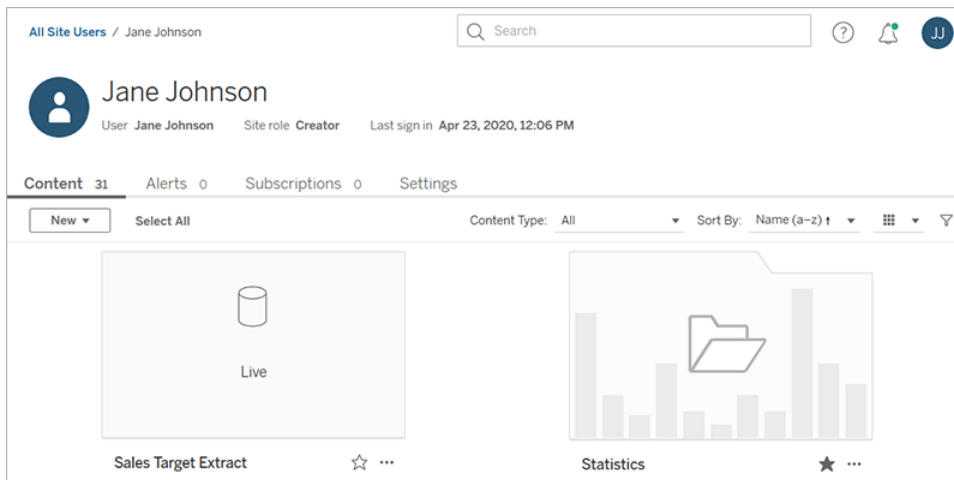 All Site Users / Jane Johnson
Search
?
JJ
Jane Johnson
User Jane Johnson Site role Creator Last sign in Apr 23, 2020, 12:06 PM
Content 31 Alerts 0 Subscriptions 0 Settings
New Select All Content Type: All Sort By: Name (a–z)
Live
Sales Target Extract
Statistics